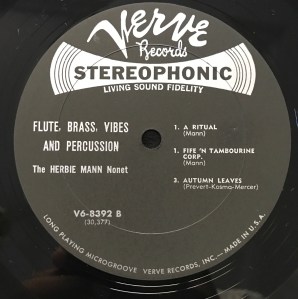 Verve
Records
STEREOPHONIC
LIVING SOUND FIDELITY
FLUTE, BRASS, VIBES
AND PERCUSSION
The HERBIE MANN Nonet
V6-8392 B
(30,377)
1. A RITUAL
(Mann)
2. FIFE 'N TAMBOURINE
CORP.
(Mann)
3. AUTUMN LEAVES
(Prevert-Kosma-Mercer)
LONG PLAYING MICROGROOVE VERVE RECORDS, INC.—MADE IN U.S.A.